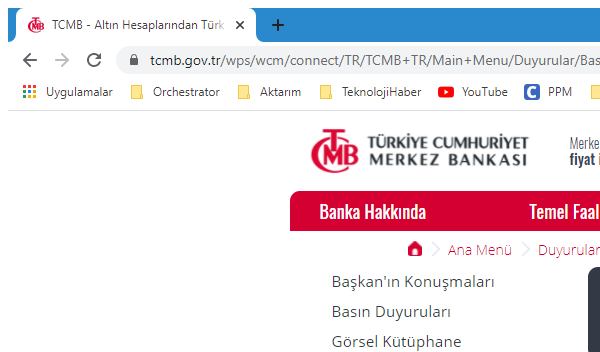 TCMB - Altın Hesaplarından Türk
tcmb.gov.tr/wps/wcm/connect/TR/TCMB+TR/Main+Menu/Duyurular/Bas
Uygulamalar Orchestrator Aktarım TeknolojiHaber YouTube PPM
TCMB TÜRKİYE CUMHURİYET
MERKEZ BANKASI
Merke
fiyat i
Banka Hakkında Temel Faal
Ana Menü Duyurular
Başkan'ın Konuşmaları
Basın Duyuruları
Görsel Kütüphane